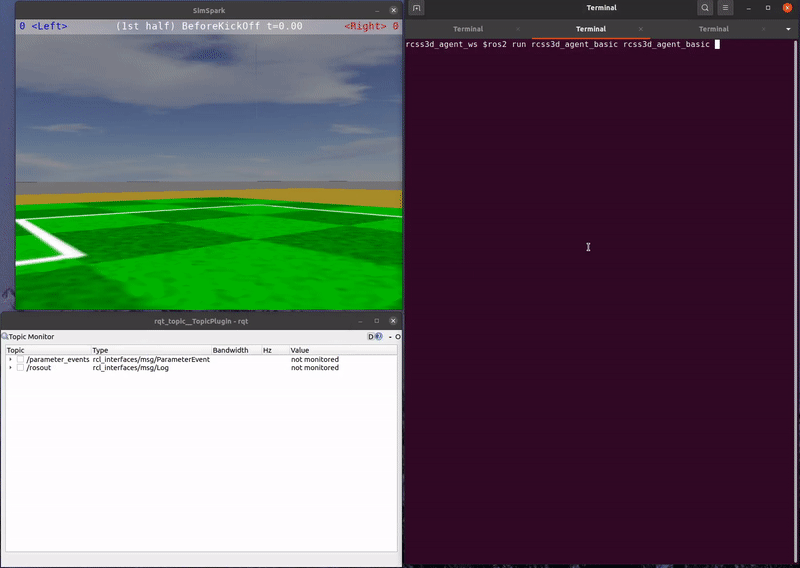 SimSpark
0 <Left> (1st half) BeforeKickOff t=0.00 <Right> 0
Terminal
Terminal Terminal Terminal
rcss3d_agent_ws $ros2 run rcss3d_agent_basic rcss3d_agent_basic
rqt_topic__TopicPlugin - rqt
Topic Monitor D - O
Topic Type Bandwidth Hz Value
/parameter_events rcl_interfaces/msg/ParameterEvent not monitored
/rosout rcl_interfaces/msg/Log not monitored